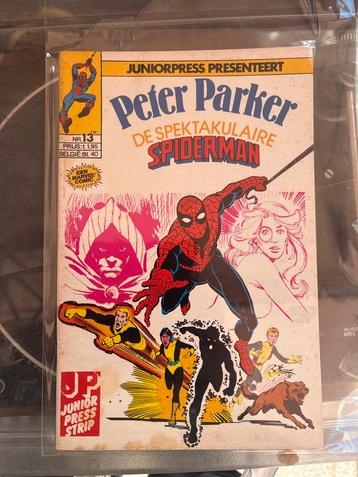 JUNIORPRESS PRESENTEERT
Peter Parker
DE SPEKTAKULAIRE
SPIDERMAN
NR. 13
PRIJS: f. 1,95
BELGIË: Bf. 40
EEN
MARVEL
COMIC
JP
JUNIOR
PRESS
STRIP